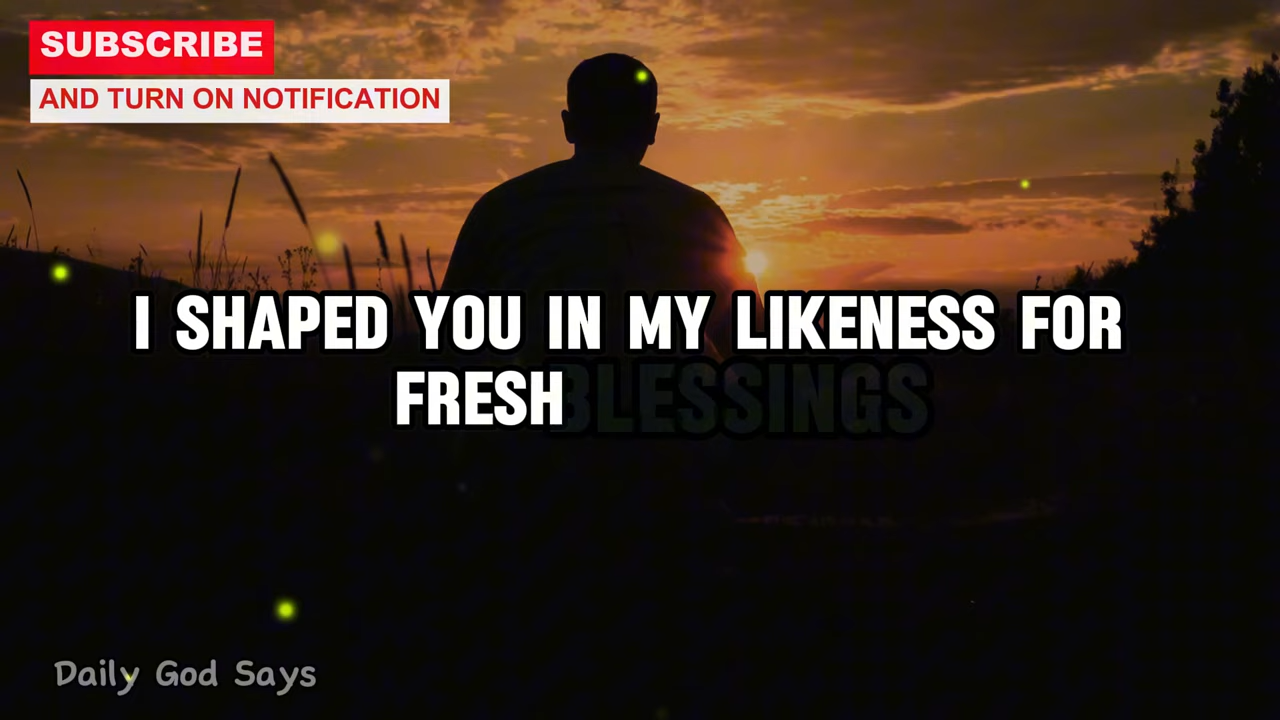 SUBSCRIBE
AND TURN ON NOTIFICATION
I SHAPED YOU IN MY LIKENESS FOR
FRESH BLESSINGS
Daily God Says